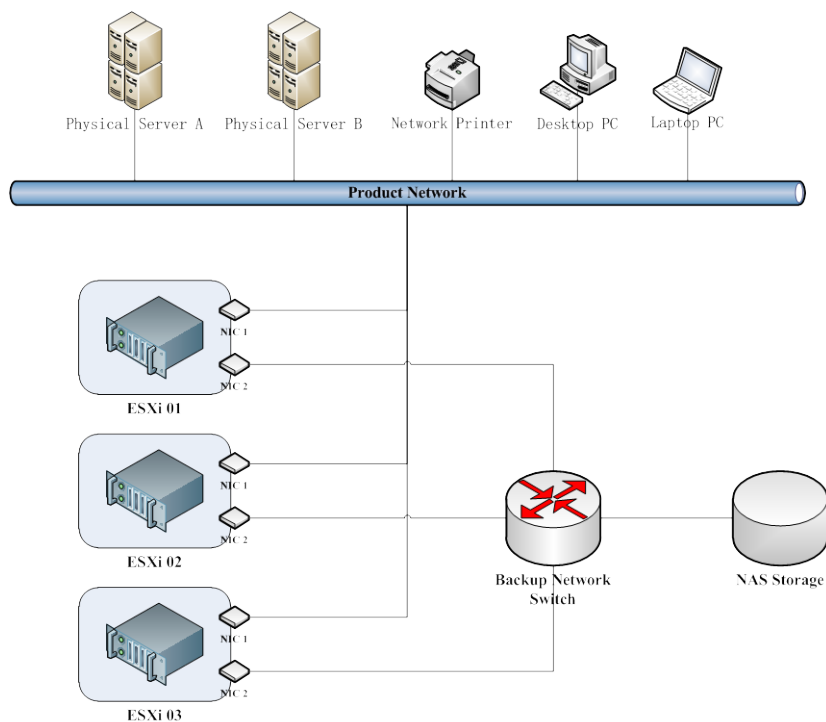 Physical Server A
Physical Server B
Network Printer
Desktop PC
Laptop PC
Product Network
NIC 1
NIC 2
ESXi 01
NIC 1
NIC 2
ESXi 02
Backup Network
Switch
NAS Storage
NIC 1
NIC 2
ESXi 03